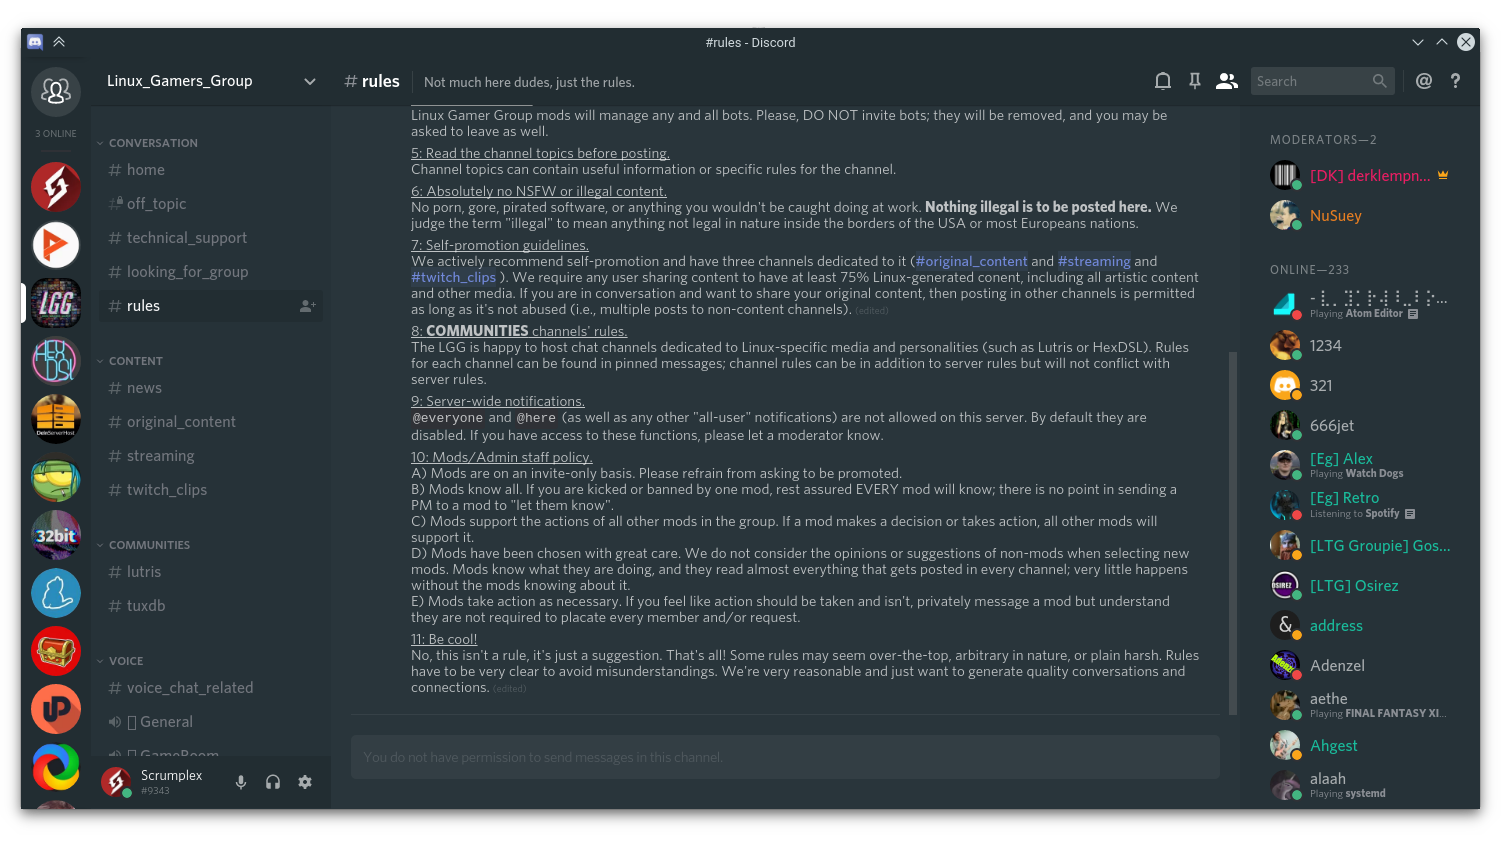 #rules - Discord
Linux_Gamers_Group
# rules
Not much here dudes, just the rules.
Search
@ ?
3 ONLINE
LGG
HEX DSL
DeinServerHost
32bit
UP
CONVERSATION
# home
# off_topic
# technical_support
# looking_for_group
# rules
CONTENT
# news
# original_content
# streaming
# twitch_clips
COMMUNITIES
# lutris
# tuxdb
VOICE
# voice_chat_related
General
GameRoom
Scrumplex
#9343
Linux Gamer Group mods will manage any and all bots. Please, DO NOT invite bots; they will be removed, and you may be
asked to leave as well.
5: Read the channel topics before posting.
Channel topics can contain useful information or specific rules for the channel.
6: Absolutely no NSFW or illegal content.
No porn, gore, pirated software, or anything you wouldn't be caught doing at work. Nothing illegal is to be posted here. We
judge the term "illegal" to mean anything not legal in nature inside the borders of the USA or most Europeans nations.
7: Self-promotion guidelines.
We actively recommend self-promotion and have three channels dedicated to it (#original_content and #streaming and
#twitch_clips ). We require any user sharing content to have at least 75% Linux-generated conent, including all artistic content
and other media. If you are in conversation and want to share your original content, then posting in other channels is permitted
as long as it's not abused (i.e., multiple posts to non-content channels). (edited)
8: COMMUNITIES channels' rules.
The LGG is happy to host chat channels dedicated to Linux-specific media and personalities (such as Lutris or HexDSL). Rules
for each channel can be found in pinned messages; channel rules can be in addition to server rules but will not conflict with
server rules.
9: Server-wide notifications.
@everyone and @here (as well as any other "all-user" notifications) are not allowed on this server. By default they are
disabled. If you have access to these functions, please let a moderator know.
10: Mods/Admin staff policy.
A) Mods are on an invite-only basis. Please refrain from asking to be promoted.
B) Mods know all. If you are kicked or banned by one mod, rest assured EVERY mod will know; there is no point in sending a
PM to a mod to "let them know".
C) Mods support the actions of all other mods in the group. If a mod makes a decision or takes action, all other mods will
support it.
D) Mods have been chosen with great care. We do not consider the opinions or suggestions of non-mods when selecting new
mods. Mods know what they are doing, and they read almost everything that gets posted in every channel; very little happens
without the mods knowing about it.
E) Mods take action as necessary. If you feel like action should be taken and isn't, privately message a mod but understand
they are not required to placate every member and/or request.
11: Be cool!
No, this isn't a rule, it's just a suggestion. That's all! Some rules may seem over-the-top, arbitrary in nature, or plain harsh. Rules
have to be very clear to avoid misunderstandings. We're very reasonable and just want to generate quality conversations and
connections. (edited)
You do not have permission to send messages in this channel.
MODERATORS—2
[DK] derklempn...
NuSuey
ONLINE—233
Playing Atom Editor
1234
321
666jet
[Eg] Alex
Playing Watch Dogs
[Eg] Retro
Listening to Spotify
[LTG Groupie] Gos...
OSIREZ
[LTG] Osirez
&
address
Adenzel
aethe
Playing FINAL FANTASY XI...
Ahgest
alaah
Playing systemd